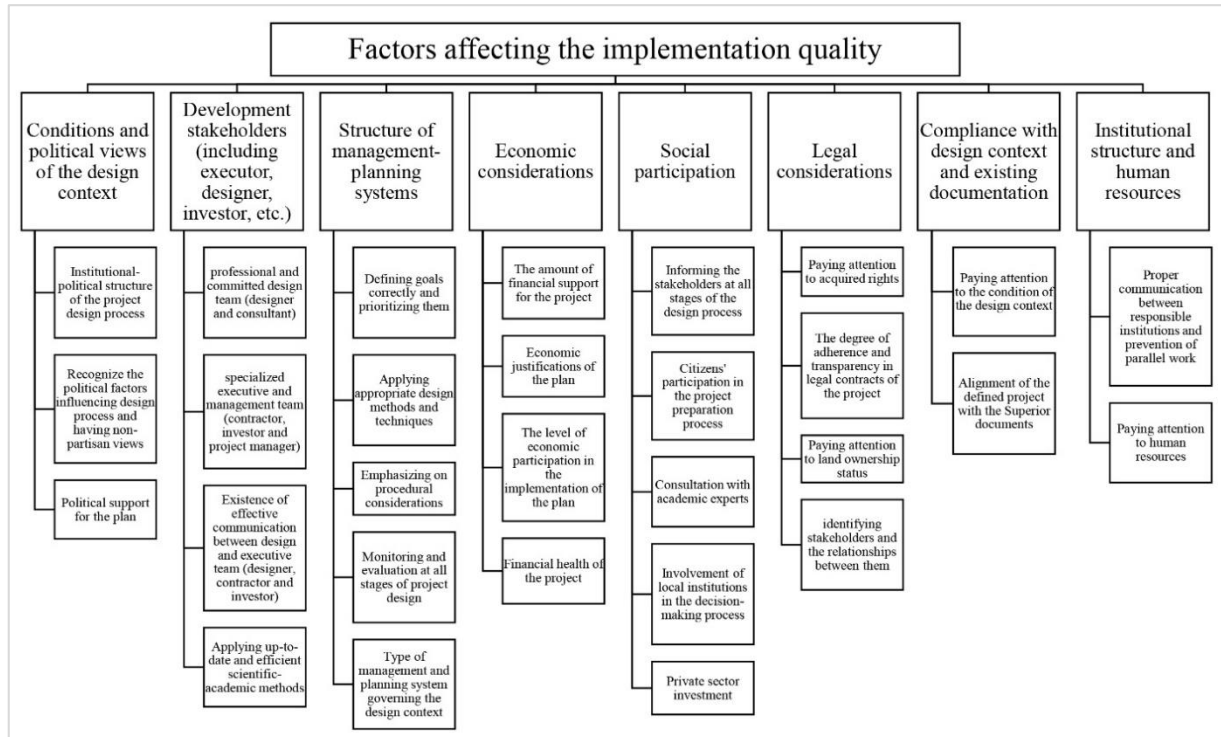 Factors affecting the implementation quality
Conditions and
political views
of the design
context
Institutional-
political structure
of the project
design process
Recognize the
political factors
influencing design
process and
having non-
partisan views
Political support
for the plan
Development
stakeholders
(including
executor,
designer,
investor, etc.)
professional and
committed design
team (designer
and consultant)
specialized
executive and
management team
(contractor,
investor and
project manager)
Existence of
effective
communication
between design
and executive
team (designer,
contractor and
investor)
Applying up-to-
date and efficient
scientific-
academic methods
Structure of
management-
planning
systems
Defining goals
correctly and
prioritizing them
Applying
appropriate design
methods and
techniques
Emphasizing on
procedural
considerations
Monitoring and
evaluation at all
stages of project
design
Type of
management and
planning system
governing the
design context
Economic
considerations
The amount of
financial support
for the project
Economic
justifications of
the plan
The level of
economic
participation in
the
implementation of
the plan
Financial health
of the project
Social
participation
Informing the
stakeholders at all
stages of the
design process
Citizens'
participation in
the project
preparation
process
Consultation with
academic experts
Involvement of
local institutions
in the decision-
making process
Private sector
investment
Legal
considerations
Paying attention
to acquired rights
The degree of
adherence and
transparency in
legal contracts of
the project
Paying attention
to land ownership
status
identifying
stakeholders and
the relationships
between them
Compliance with
design context
and existing
documentation
Paying attention
to the condition of
the design context
Alignment of the
defined project
with the Superior
documents
Institutional
structure and
human
resources
Proper
communication
between
responsible
institutions and
prevention of
parallel work
Paying attention
to human
resources